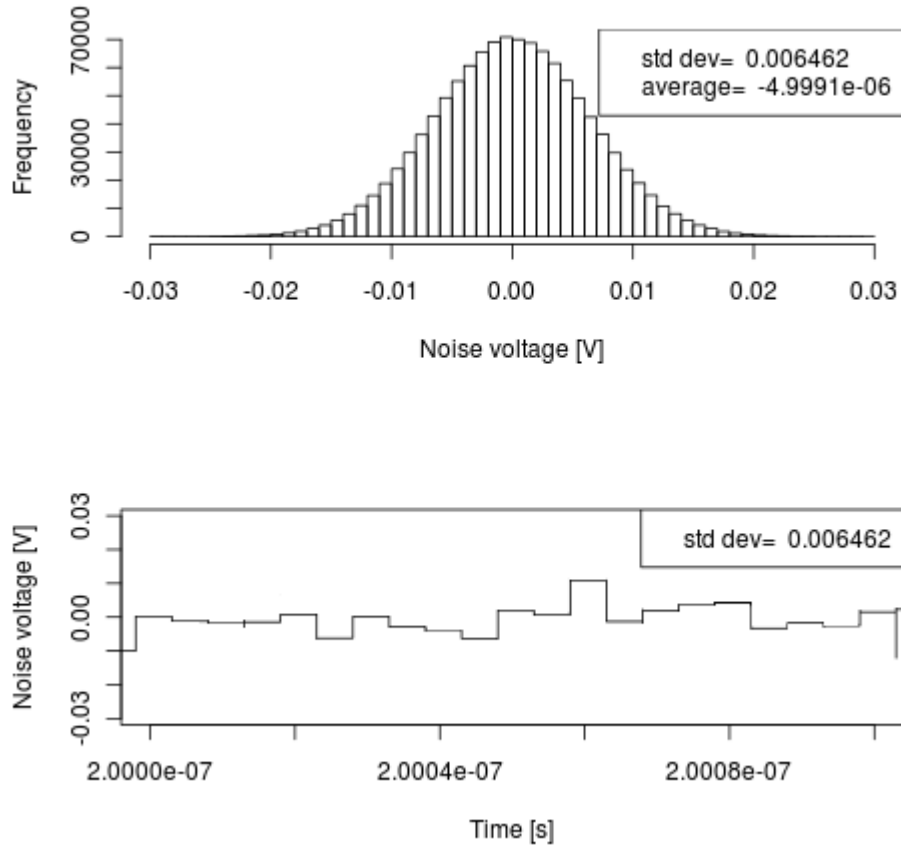 std dev= 0.006462
average= -4.9991e-06
Frequency
70000
30000
0
-0.03 -0.02 -0.01 0.00 0.01 0.02 0.03
Noise voltage [V]
std dev= 0.006462
Noise voltage [V]
0.03
0.00
-0.03
2.0000e-07 2.0004e-07 2.0008e-07
Time [s]